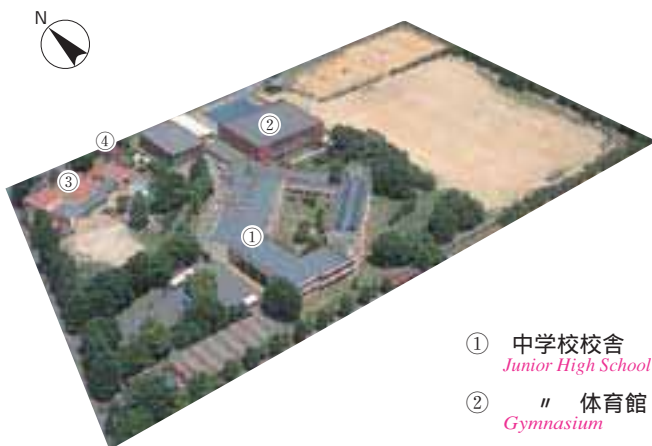 N
④
②
③
①
① 中学校校舎
Junior High School
② 〃 体育館
Gymnasium